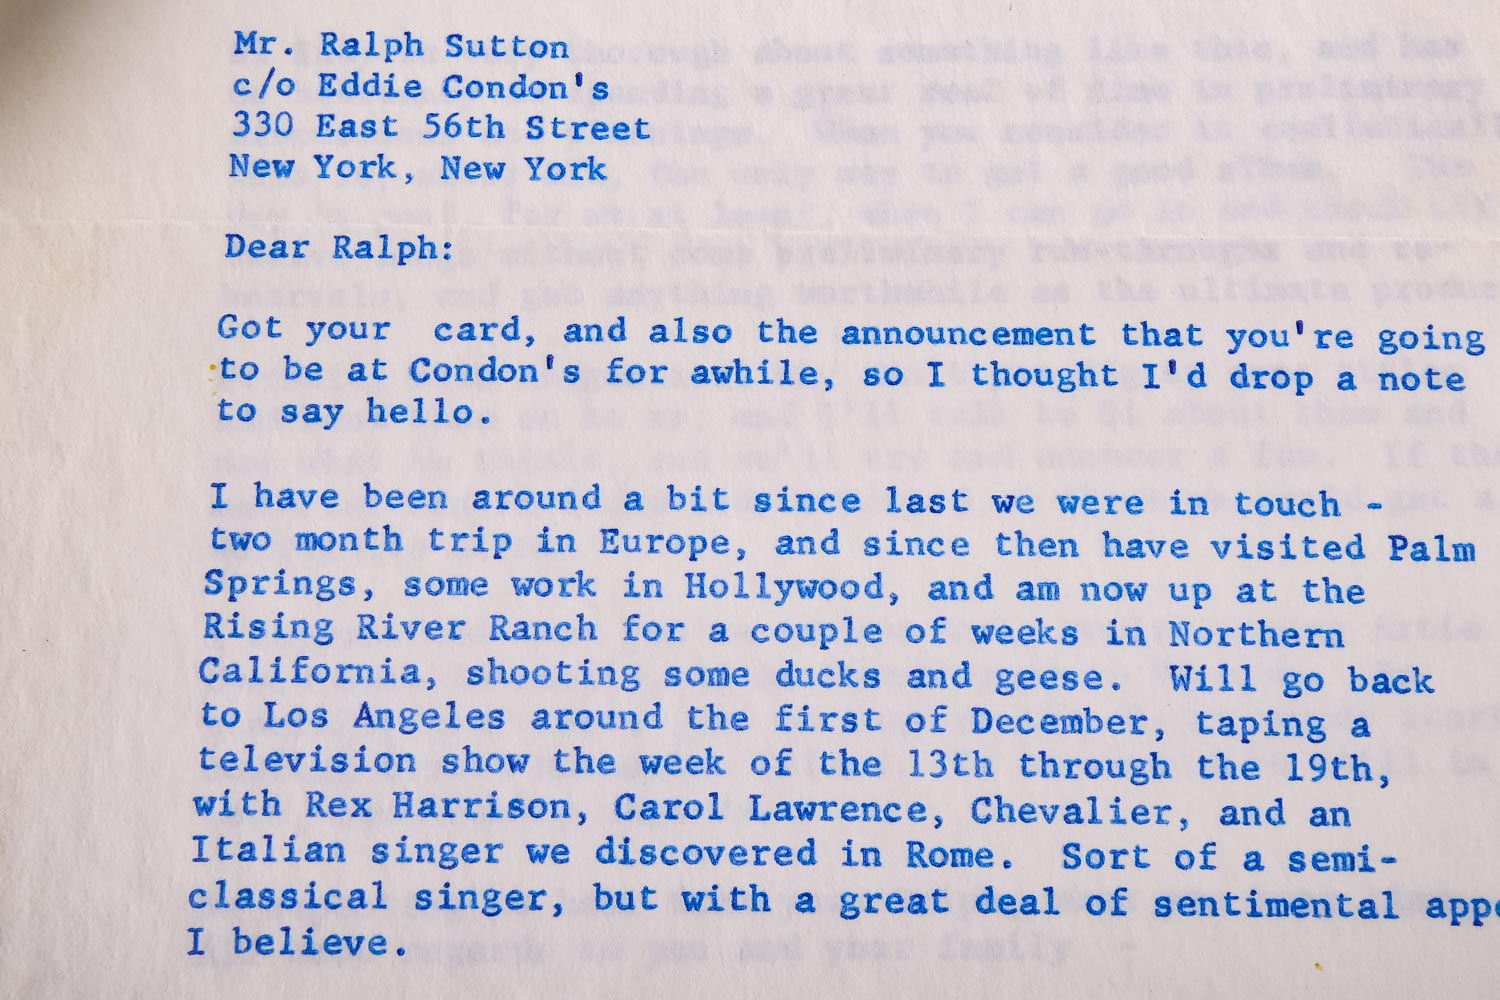 Mr. Ralph Sutton
c/o Eddie Condon's
330 East 56th Street
New York, New York
Dear Ralph:
Got your card, and also the announcement that you're going
to be at Condon's for awhile, so I thought I'd drop a note
to say hello.
I have been around a bit since last we were in touch -
two month trip in Europe, and since then have visited Palm
Springs, some work in Hollywood, and am now up at the
Rising River Ranch for a couple of weeks in Northern
California, shooting some ducks and geese. Will go back
to Los Angeles around the first of December, taping a
television show the week of the 13th through the 19th,
with Rex Harrison, Carol Lawrence, Chevalier, and an
Italian singer we discovered in Rome. Sort of a semi-
classical singer, but with a great deal of sentimental
I believe.